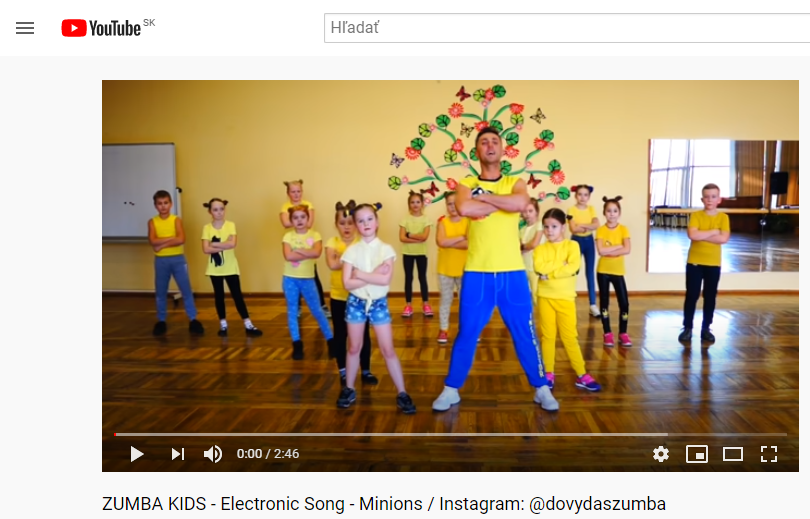 YouTube SK
Hľadať
0:00 / 2:46
ZUMBA KIDS - Electronic Song - Minions / Instagram: @dovydaszumba